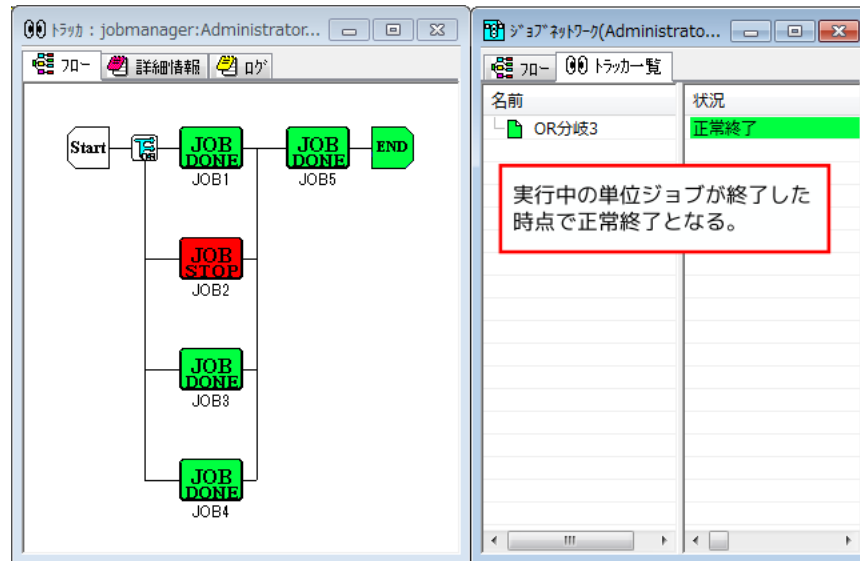 ﾄﾗｯｶ : jobmanager:Administrator...
フロー 詳細情報 ログ
Start
OR
JOB DONE
JOB1
JOB DONE
JOB5
END
JOB STOP
JOB2
JOB DONE
JOB3
JOB DONE
JOB4
ｼﾞｮﾌﾞﾈｯﾄﾜｰｸ(Administrato...
フロー ﾄﾗｯｶ一覧
名前 状況
OR分岐3 正常終了
実行中の単位ジョブが終了した
時点で正常終了となる。